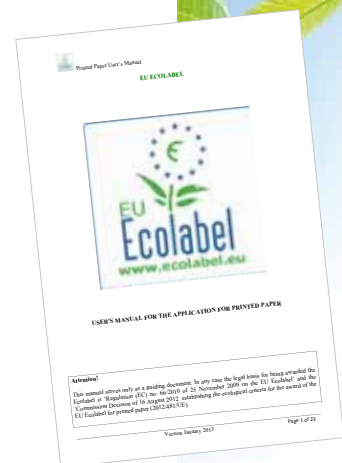 Printed Paper User's Manual
EU ECOLABEL
EU
Ecolabel
www.ecolabel.eu
USER'S MANUAL FOR THE APPLICATION FOR PRINTED PAPER
Attention!
This manual serves only as a guiding document. In any case the legal basis for being awarded the
Ecolabel is 'Regulation (EC) no. 66/2010 of 25 November 2009 on the EU Ecolabel' and the
'Commission Decision of 16 August 2012 establishing the ecological criteria for the award of the
EU Ecolabel for printed paper (2012/481/UE).
Version January 2013
Page 1 of 23